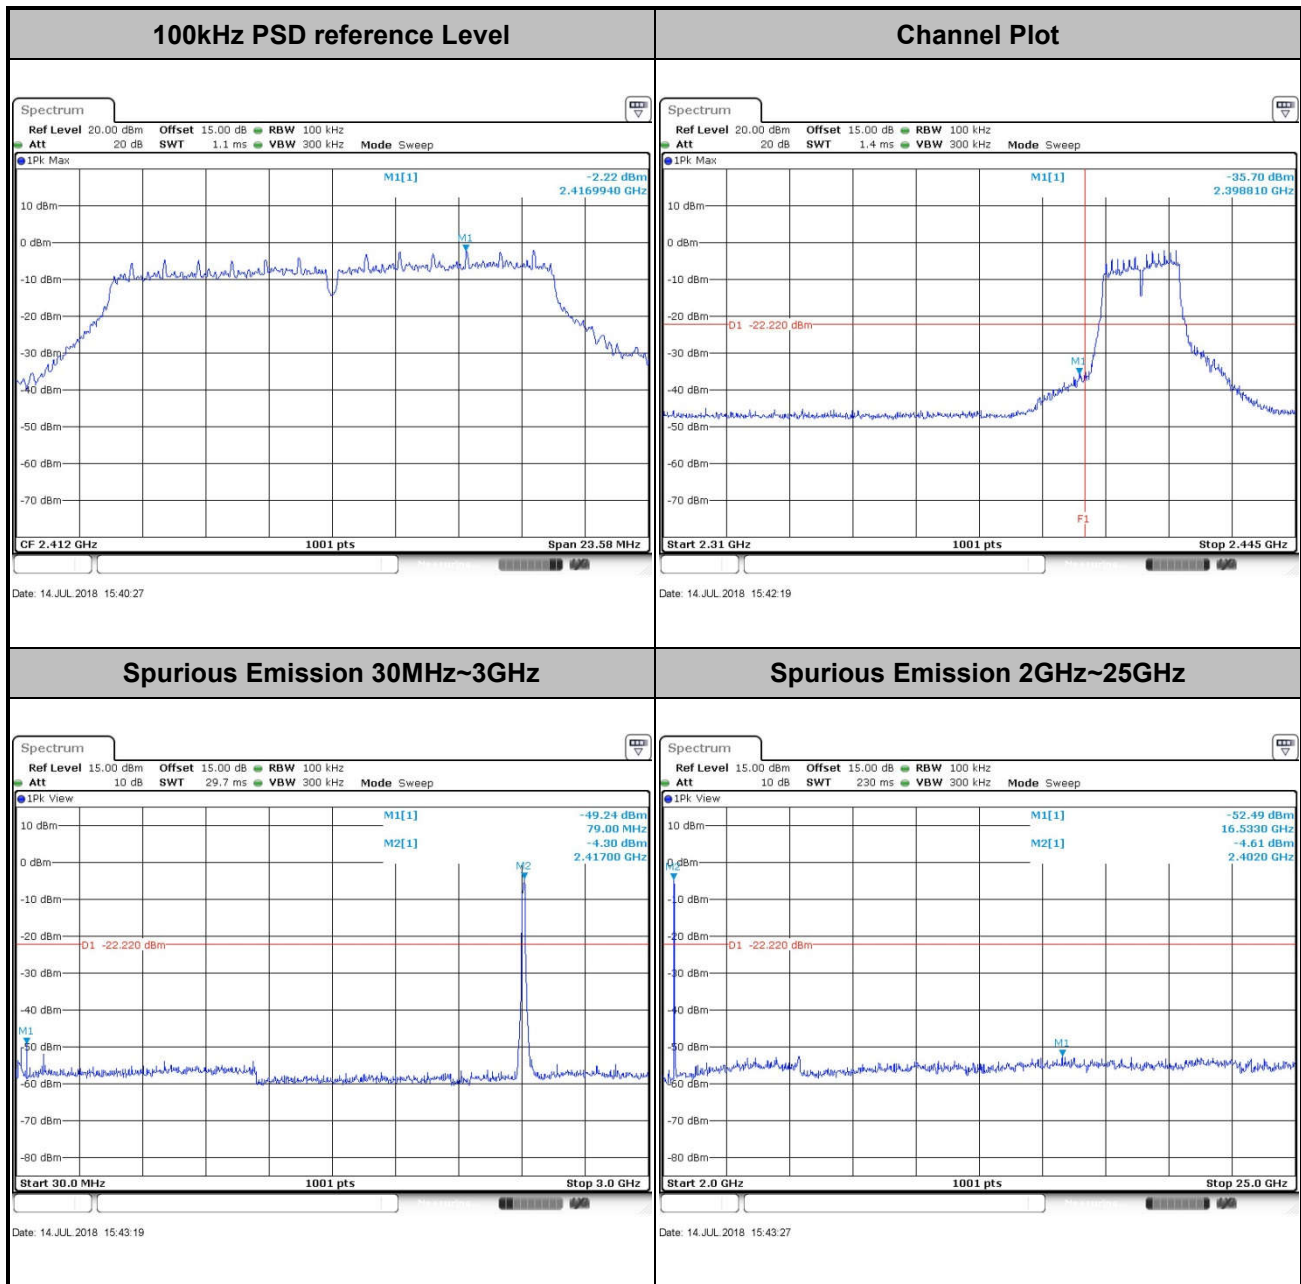 100kHz PSD reference Level
Channel Plot
Spectrum
Ref Level 20.00 dBm Offset 15.00 dB RBW 100 kHz
Att 20 dB SWT 1.1 ms VBW 300 kHz Mode Sweep
1Pk Max
M1[1] -2.22 dBm
2.4169940 GHz
10 dBm
M1
0 dBm
-10 dBm
-20 dBm
-30 dBm
-40 dBm
-50 dBm
-60 dBm
-70 dBm
CF 2.412 GHz 1001 pts Span 23.58 MHz
Date: 14.JUL.2018 15:40:27
Spectrum
Ref Level 20.00 dBm Offset 15.00 dB RBW 100 kHz
Att 20 dB SWT 1.4 ms VBW 300 kHz Mode Sweep
1Pk Max
M1[1] -35.70 dBm
2.398810 GHz
10 dBm
0 dBm
-10 dBm
-20 dBm
D1 -22.220 dBm
-30 dBm
M1
-40 dBm
-50 dBm
-60 dBm
-70 dBm
F1
Start 2.31 GHz 1001 pts Stop 2.445 GHz
Date: 14.JUL.2018 15:42:19
Spurious Emission 30MHz~3GHz
Spurious Emission 2GHz~25GHz
Spectrum
Ref Level 15.00 dBm Offset 15.00 dB RBW 100 kHz
Att 10 dB SWT 29.7 ms VBW 300 kHz Mode Sweep
1Pk View
M1[1] -49.24 dBm
79.00 MHz
10 dBm
M2[1] -4.30 dBm
2.41700 GHz
0 dBm
M2
-10 dBm
-20 dBm
D1 -22.220 dBm
-30 dBm
-40 dBm
M1
-50 dBm
-60 dBm
-70 dBm
-80 dBm
Start 30.0 MHz 1001 pts Stop 3.0 GHz
Date: 14.JUL.2018 15:43:19
Spectrum
Ref Level 15.00 dBm Offset 15.00 dB RBW 100 kHz
Att 10 dB SWT 230 ms VBW 300 kHz Mode Sweep
1Pk View
M1[1] -52.49 dBm
16.5330 GHz
10 dBm
M2[1] -4.61 dBm
2.4020 GHz
0 dBm
M2
-10 dBm
-20 dBm
D1 -22.220 dBm
-30 dBm
-40 dBm
M1
-50 dBm
-60 dBm
-70 dBm
-80 dBm
Start 2.0 GHz 1001 pts Stop 25.0 GHz
Date: 14.JUL.2018 15:43:27